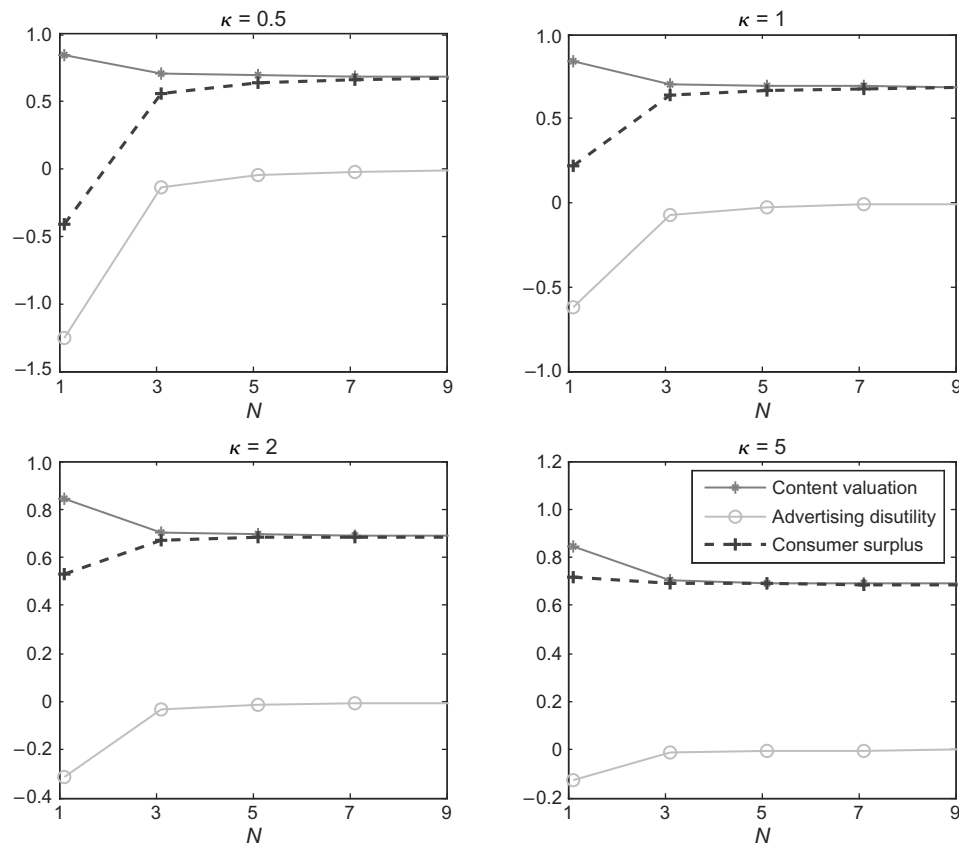 κ = 0.5
1.0
0.5
0
−0.5
−1.0
−1.5
1 3 5 7 9
N
κ = 1
1.0
0.5
0
−0.5
−1.0
1 3 5 7 9
N
κ = 2
1.0
0.8
0.6
0.4
0.2
0
−0.2
−0.4
1 3 5 7 9
N
κ = 5
1.2
1.0
0.8
0.6
0.4
0.2
0
−0.2
1 3 5 7 9
N
Content valuation
Advertising disutility
Consumer surplus